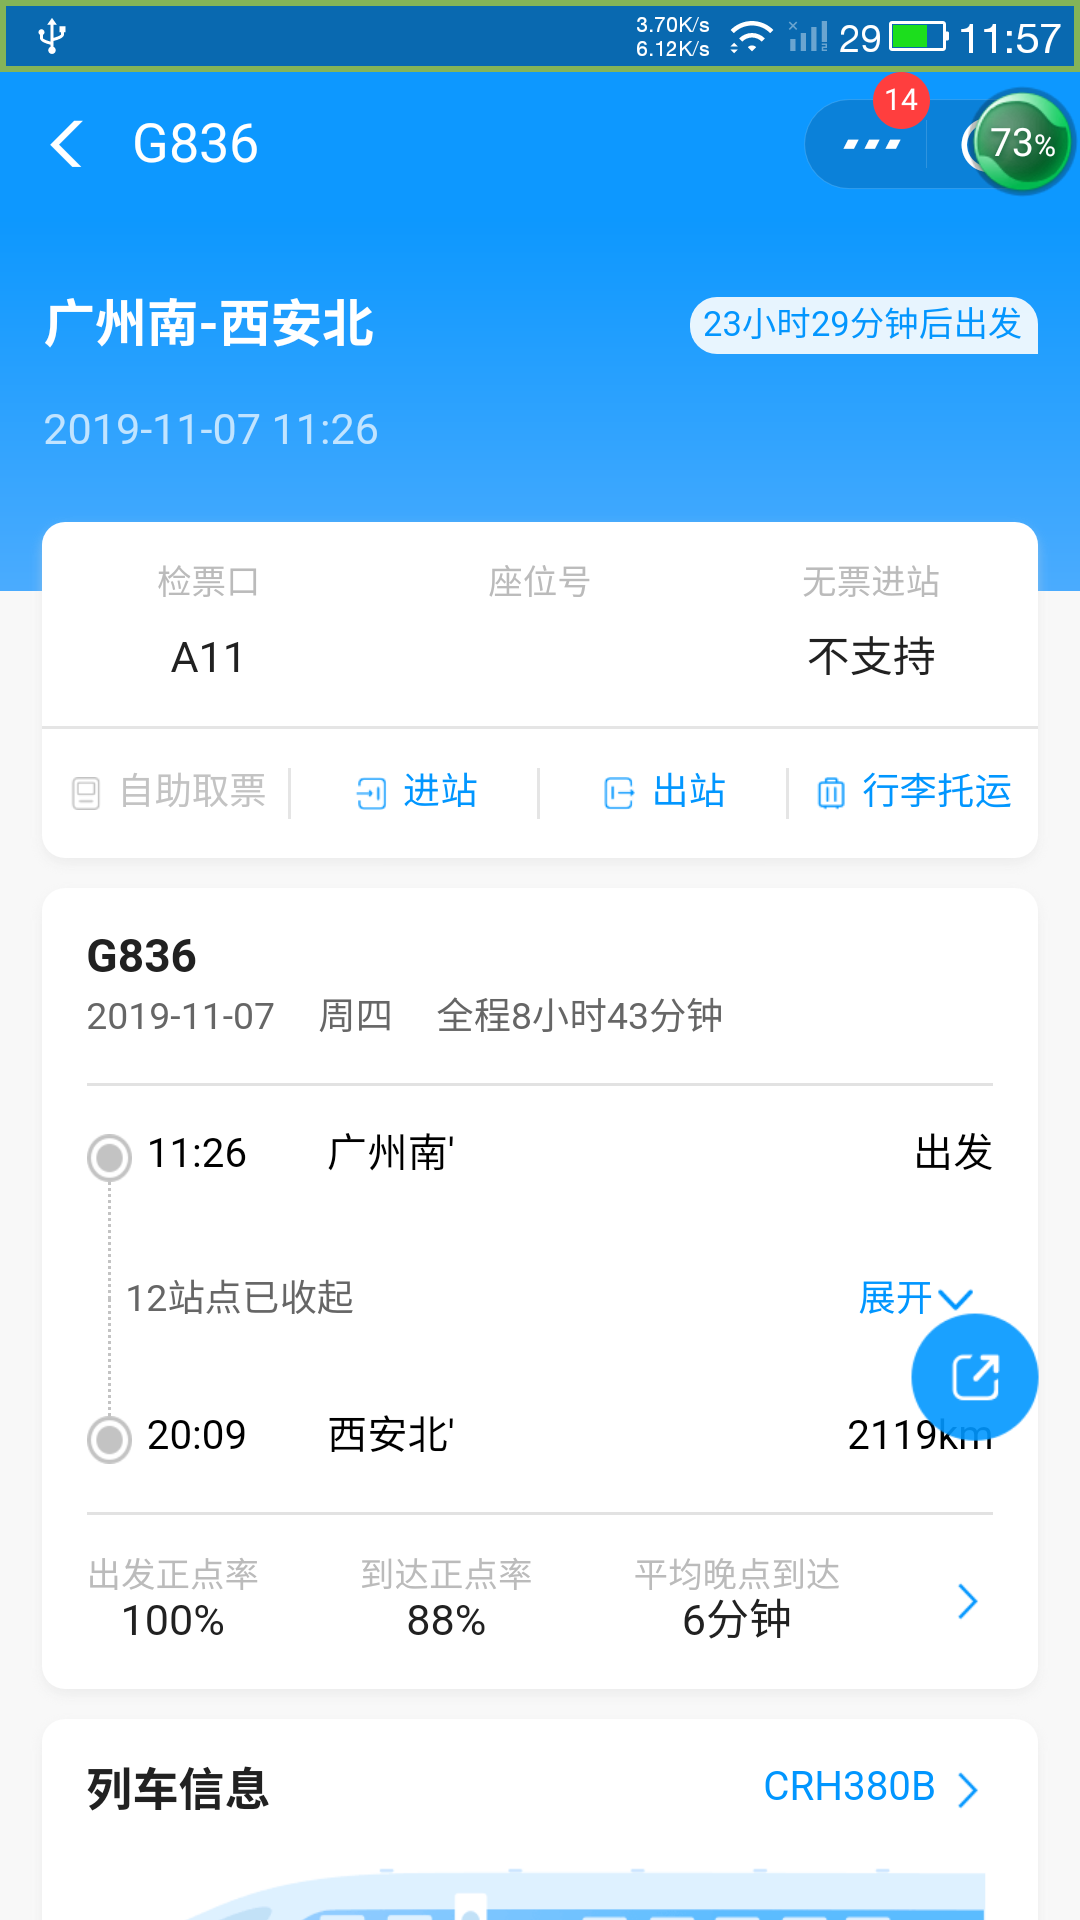 3.70K/s
6.12K/s
29
11:57
G836
14
73%
广州南-西安北
23小时29分钟后出发
2019-11-07 11:26
检票口 座位号 无票进站
A11 不支持
自助取票 进站 出站 行李托运
G836
2019-11-07 周四 全程8小时43分钟
11:26 广州南' 出发
12站点已收起 展开
20:09 西安北' 2119km
出发正点率 到达正点率 平均晚点到达
100% 88% 6分钟
列车信息 CRH380B